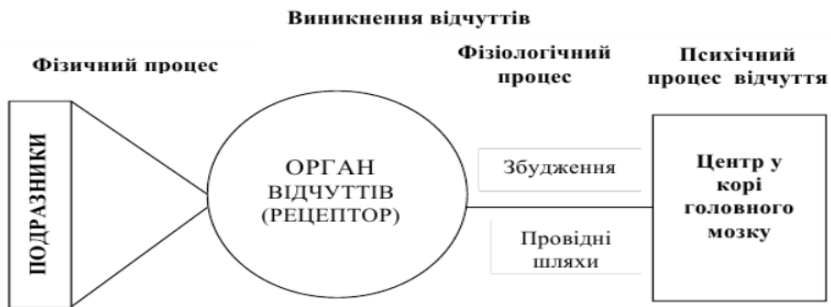 Виникнення відчуттів
Фізичний процес
Фізіологічний
процес
Психічний
процес відчуття
ПОДРАЗНИКИ
ОРГАН
ВІДЧУТТІВ
(РЕЦЕПТОР)
Збудження
Провідні
шляхи
Центр у
корі
головного
мозку